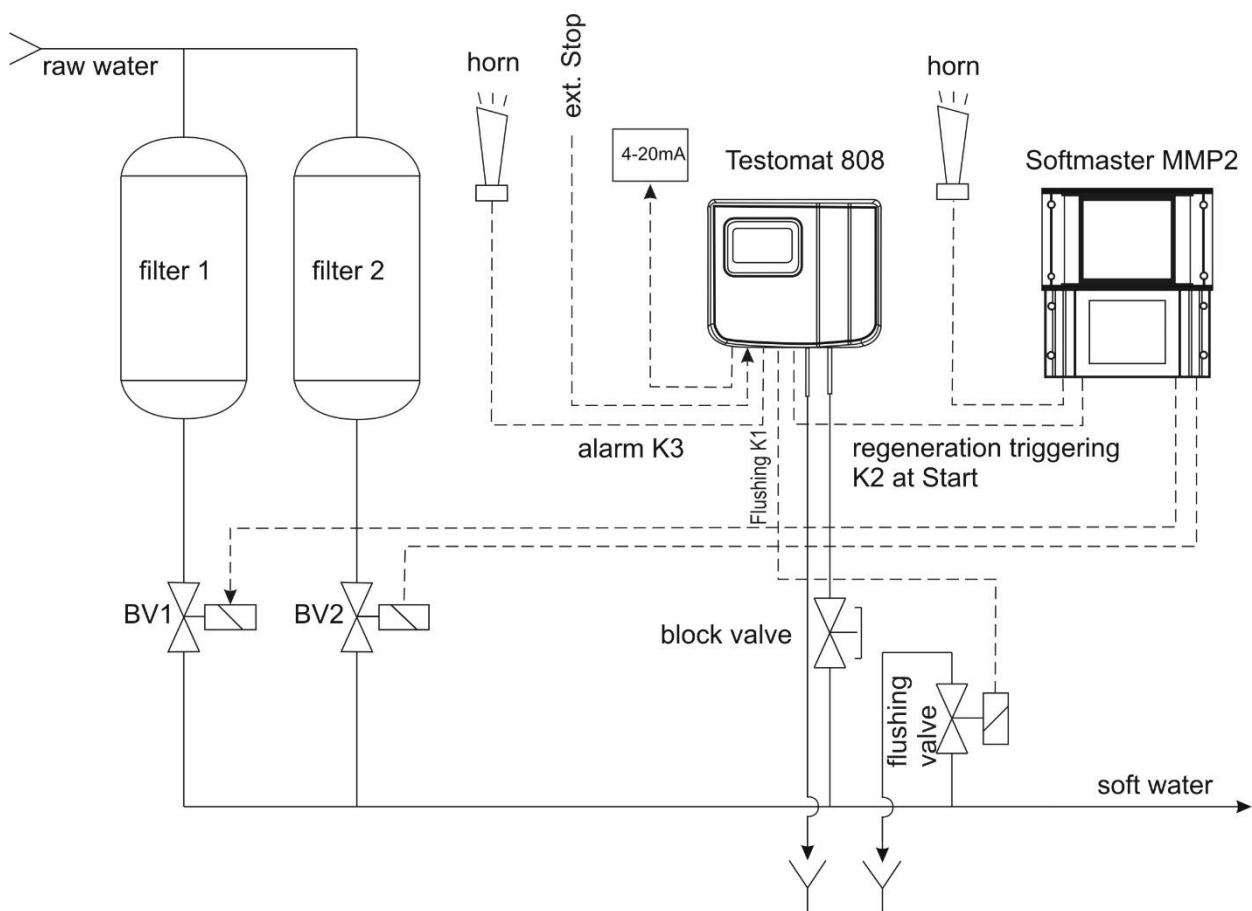 raw water
horn
ext. Stop
4-20mA
Testomat 808
horn
Softmaster MMP2
filter 1
filter 2
alarm K3
Flushing K1
regeneration triggering
K2 at Start
BV1
BV2
block valve
flushing
valve
soft water